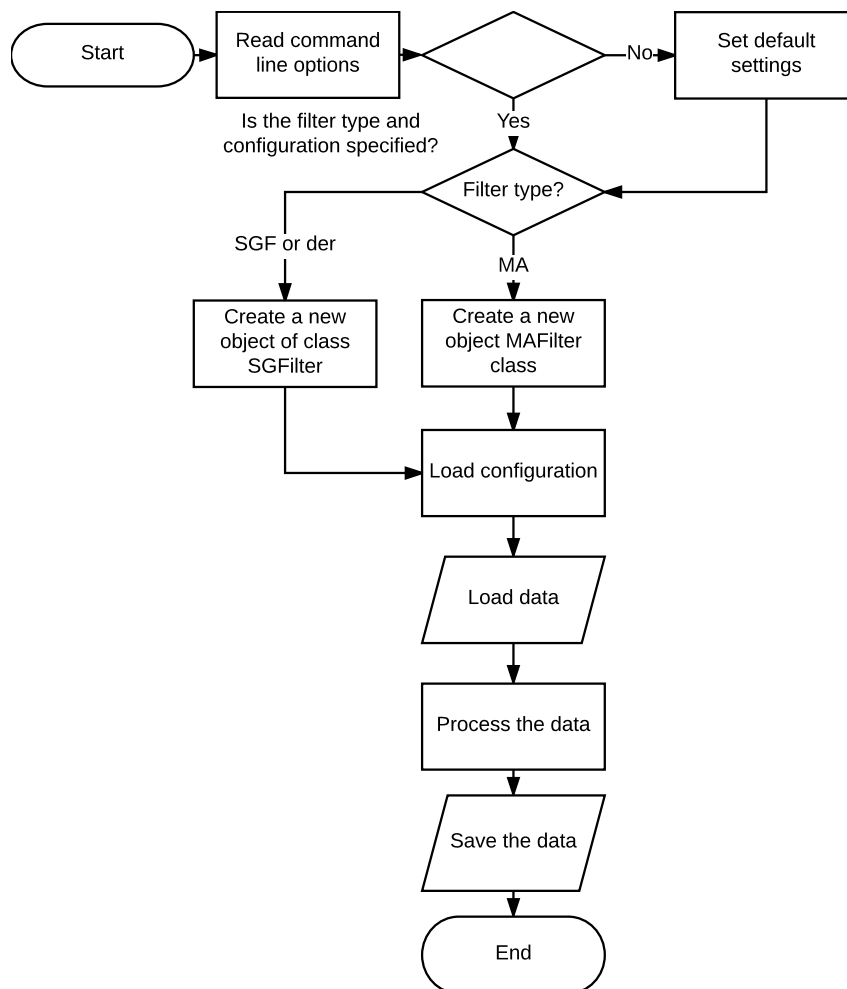 Start
Read command
line options
No
Set default
settings
Is the filter type and
configuration specified?
Yes
Filter type?
SGF or der
MA
Create a new
object of class
SGFilter
Create a new
object MAFilter
class
Load configuration
Load data
Process the data
Save the data
End